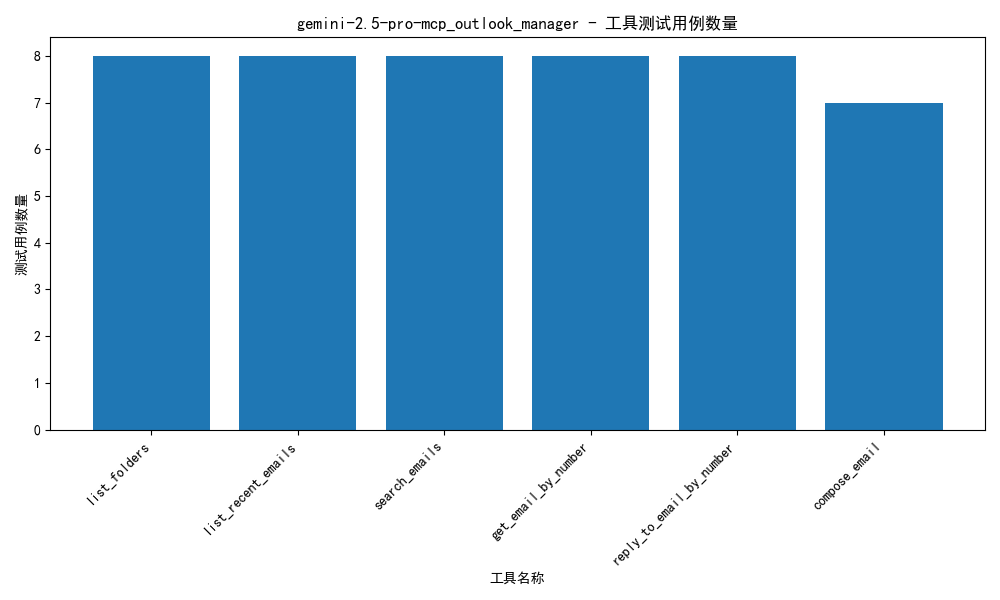 gemini-2.5-pro-mcp_outlook_manager - 工具测试用例数量
测试用例数量
8
7
6
5
4
3
2
1
0
list_folders
list_recent_emails
search_emails
get_email_by_number
reply_to_email_by_number
compose_email
工具名称